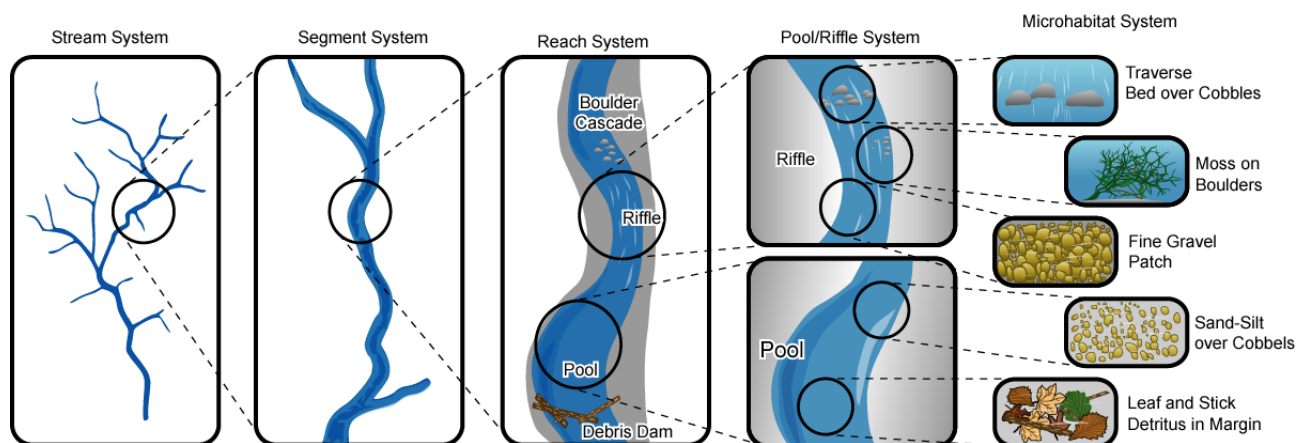 Stream System
Segment System
Reach System
Pool/Riffle System
Microhabitat System
Boulder
Cascade
Riffle
Pool
Debris Dam
Riffle
Pool
Traverse
Bed over Cobbles
Moss on
Boulders
Fine Gravel
Patch
Sand-Silt
over Cobbels
Leaf and Stick
Detritus in Margin